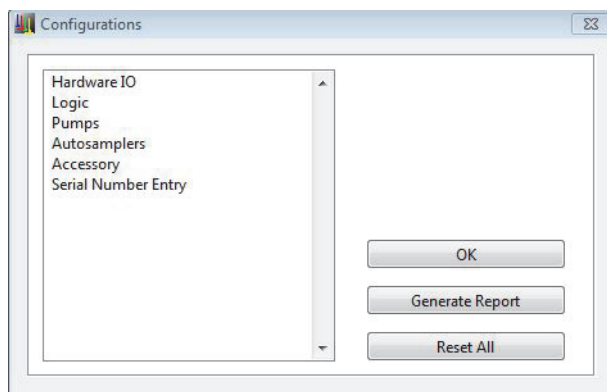 Configurations
Hardware IO
Logic
Pumps
Autosamplers
Accessory
Serial Number Entry
OK
Generate Report
Reset All